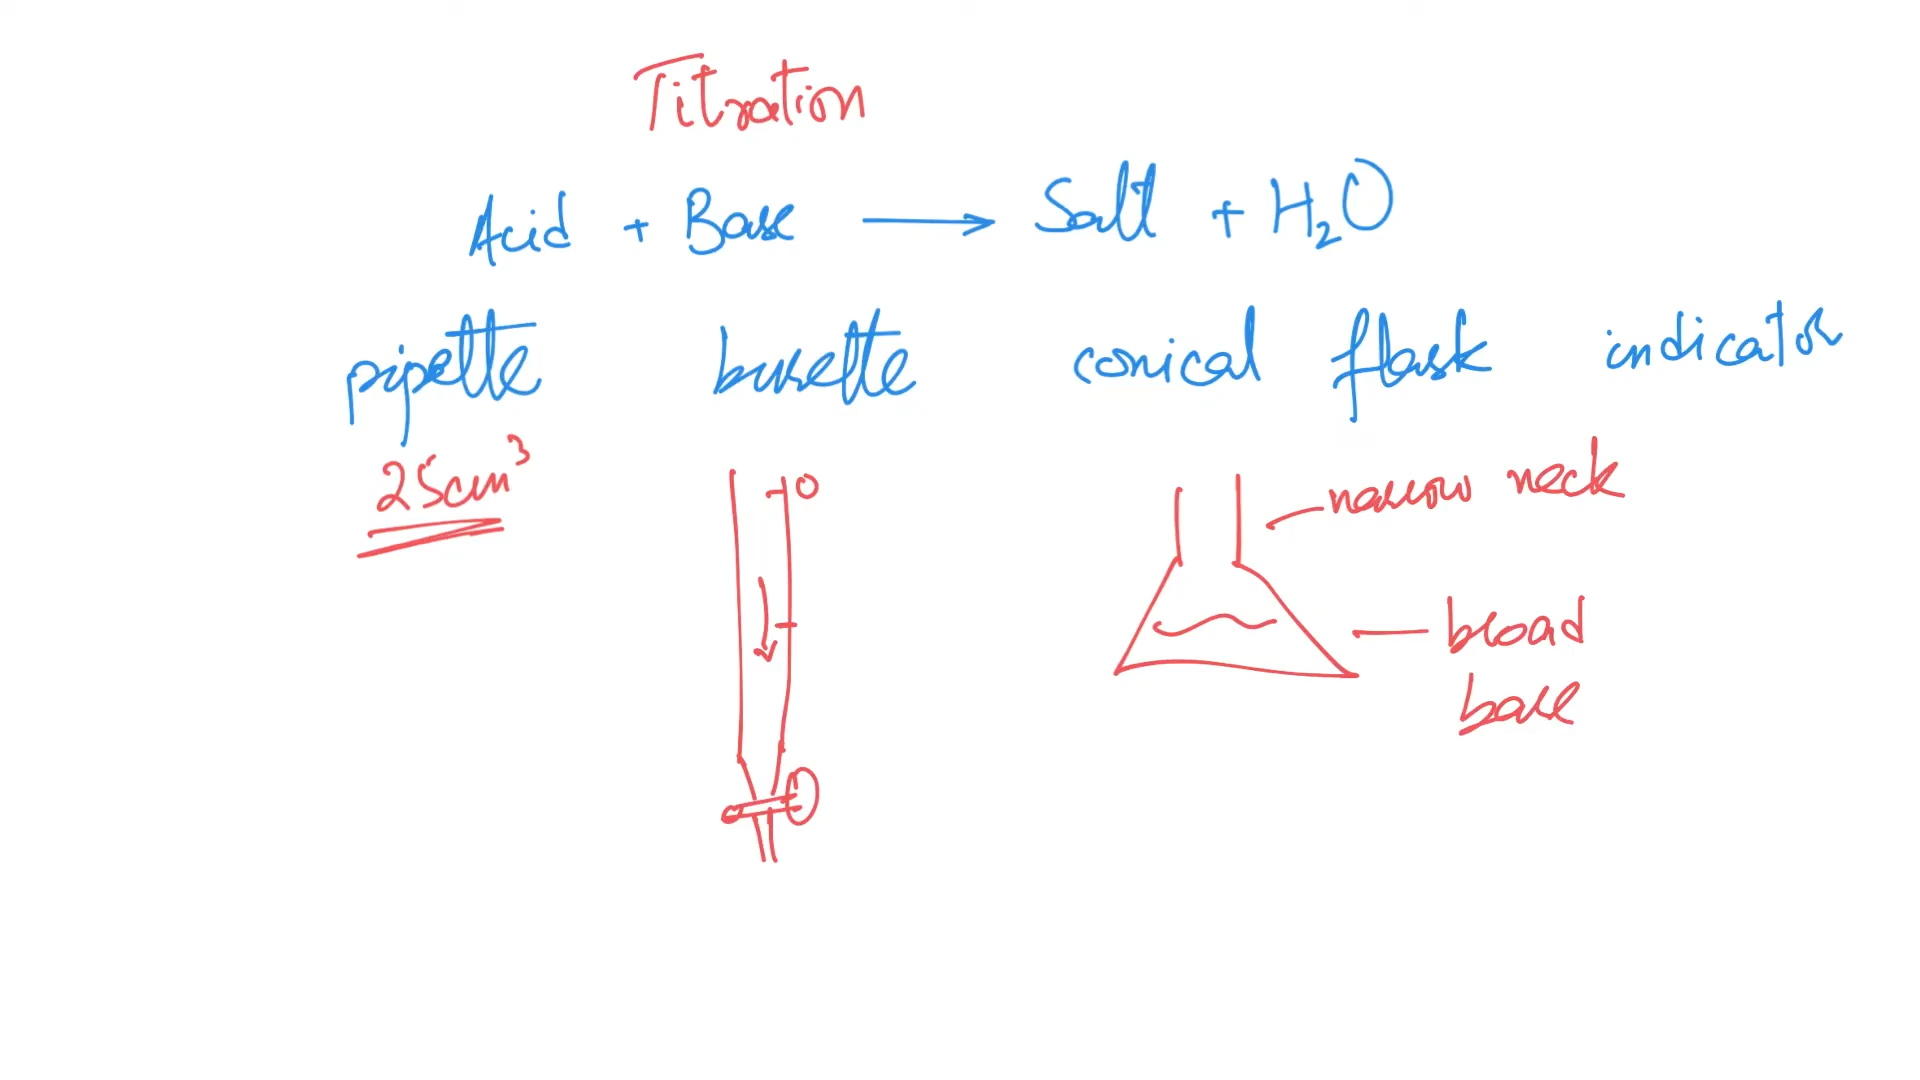 Titration
Acid + Base ⟶ Salt + H₂O
pipette burette conical flask indicator
25cm³
0
narrow neck
broad
base